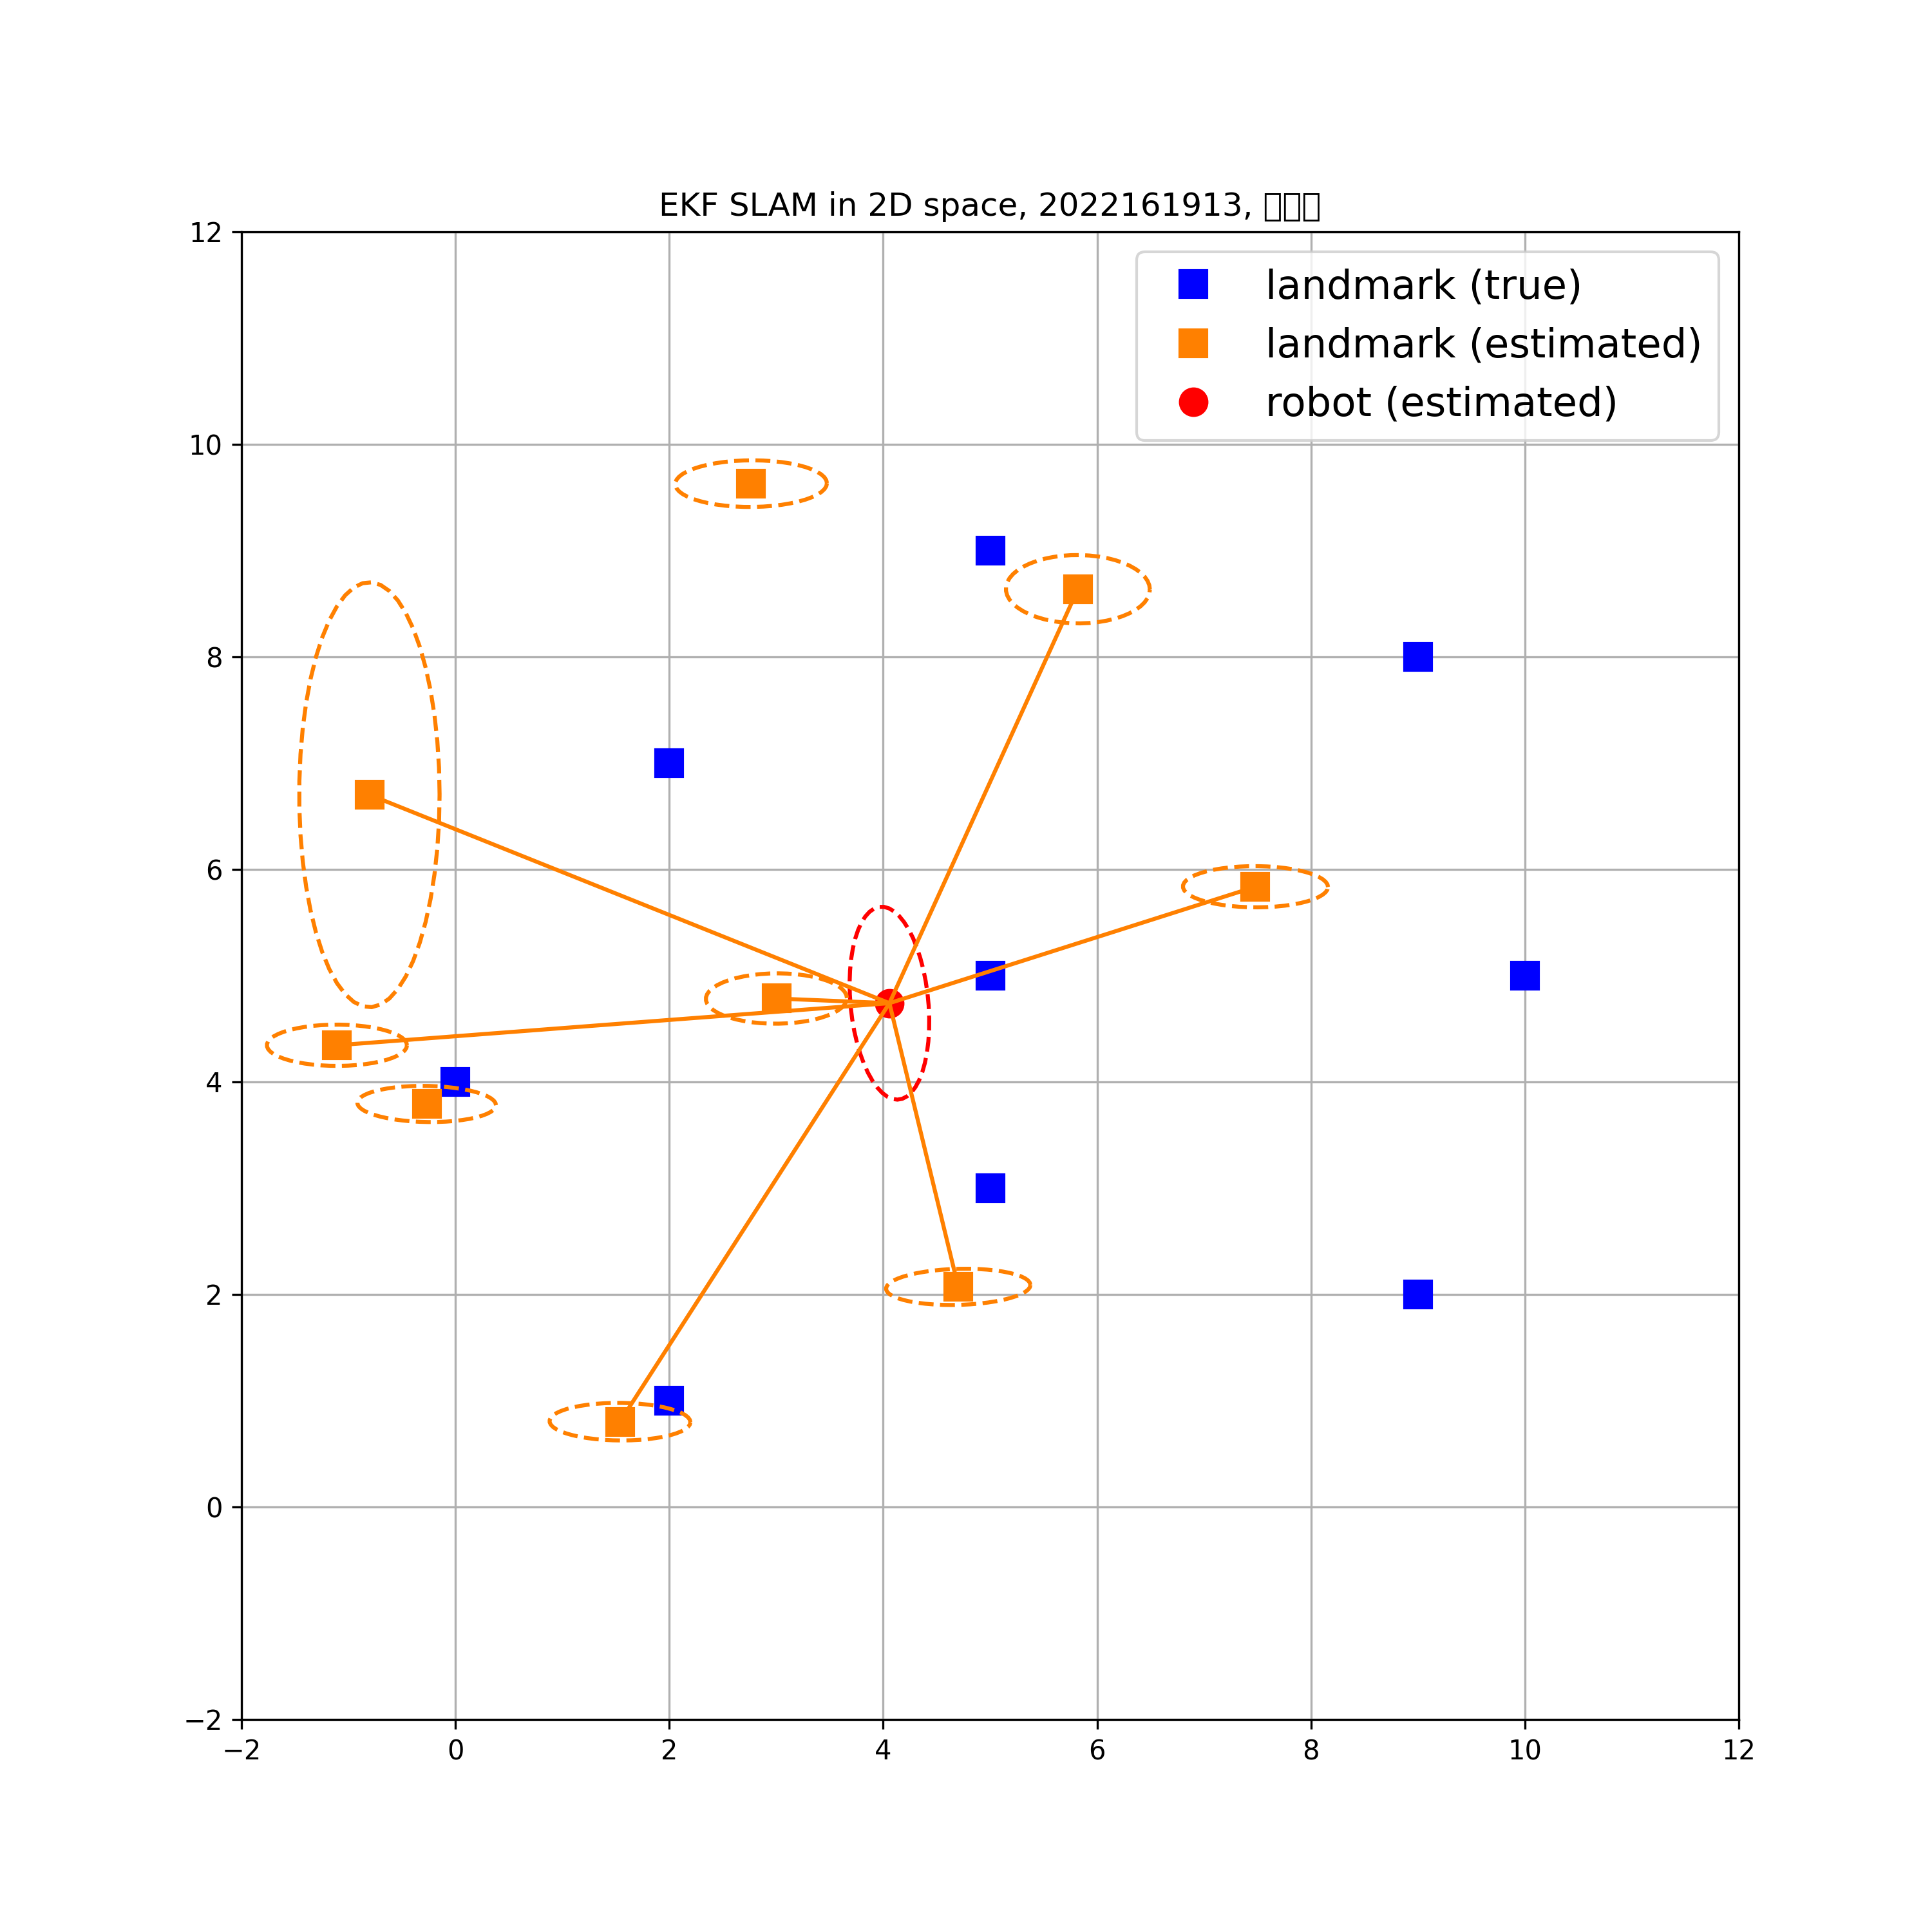 EKF SLAM in 2D space, 2022161913,
12
10
8
6
4
2
0
−2
−2 0 2 4 6 8 10 12
landmark (true)
landmark (estimated)
robot (estimated)